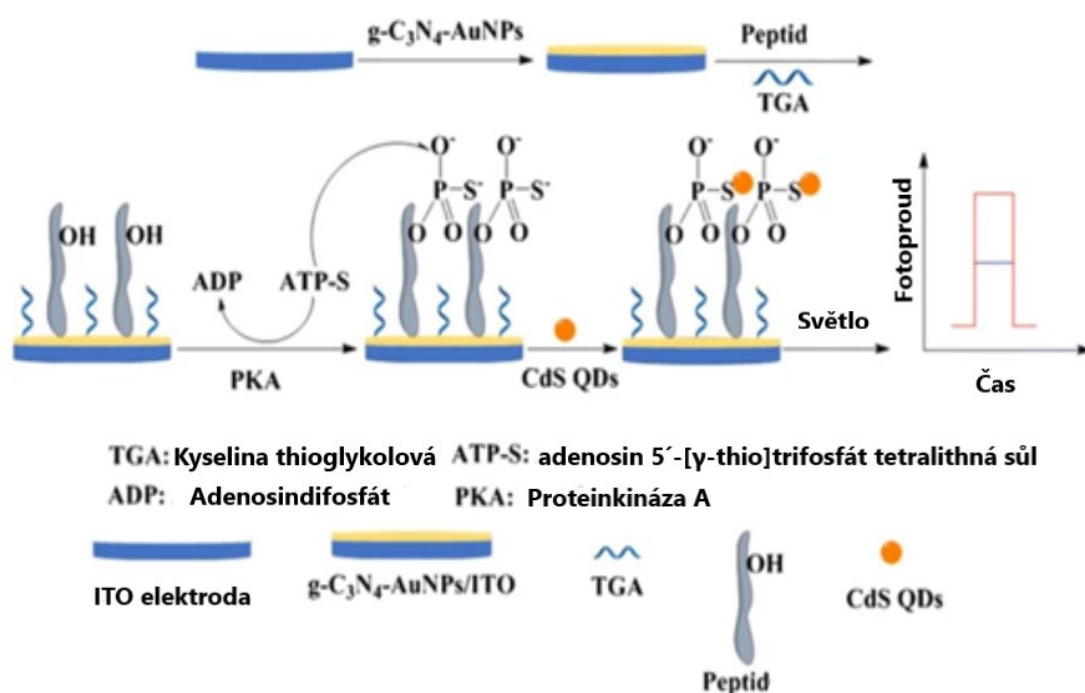 g-C₃N₄-AuNPs
Peptid
TGA
O⁻ O⁻
P-S⁻ P-S⁻
O O O O
OH OH
ADP ATP-S
PKA
CdS QDs
O⁻ O⁻
P-S P-S
O O O O
Světlo
Fotoproud
Čas
TGA: Kyselina thioglykolová ATP-S: adenosin 5´-[γ-thio]trifosfát tetralithná sůl
ADP: Adenosindifosfát PKA: Proteinkináza A
ITO elektroda
g-C₃N₄-AuNPs/ITO
TGA
OH
Peptid
CdS QDs